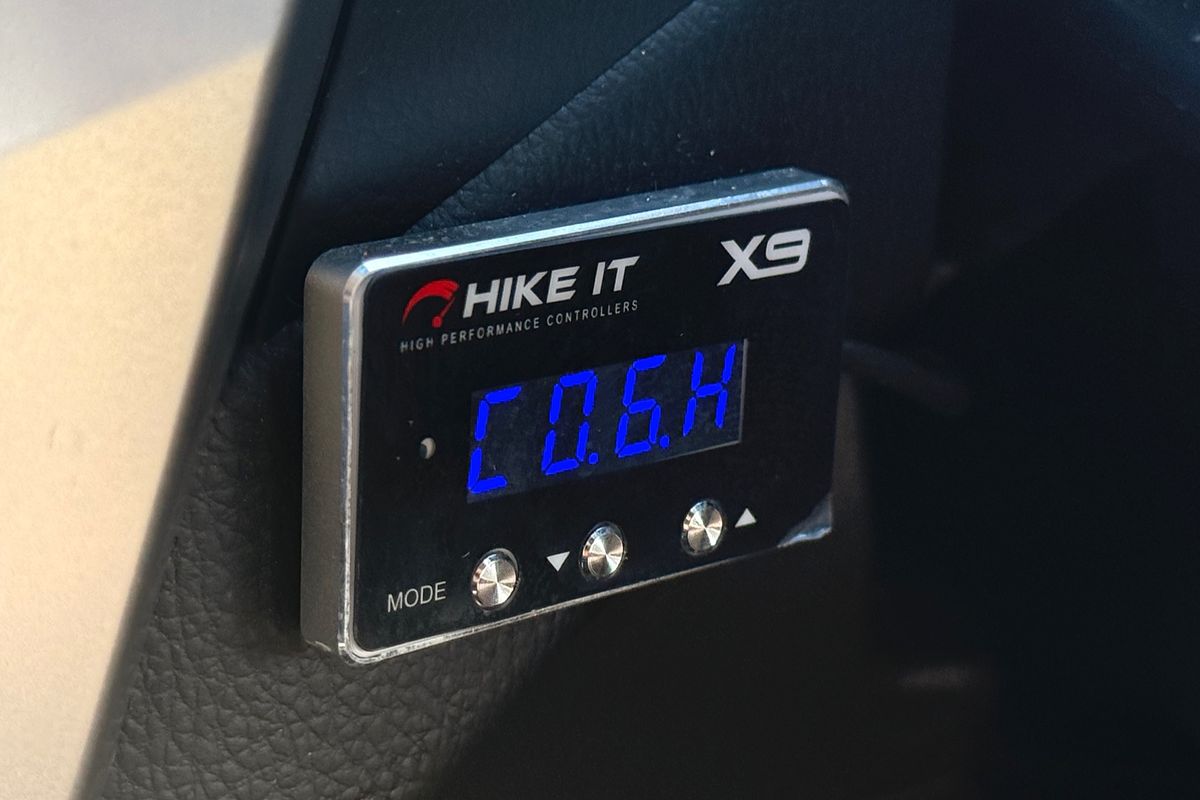 HIKE IT
X9
HIGH PERFORMANCE CONTROLLERS
C0.6.H
MODE